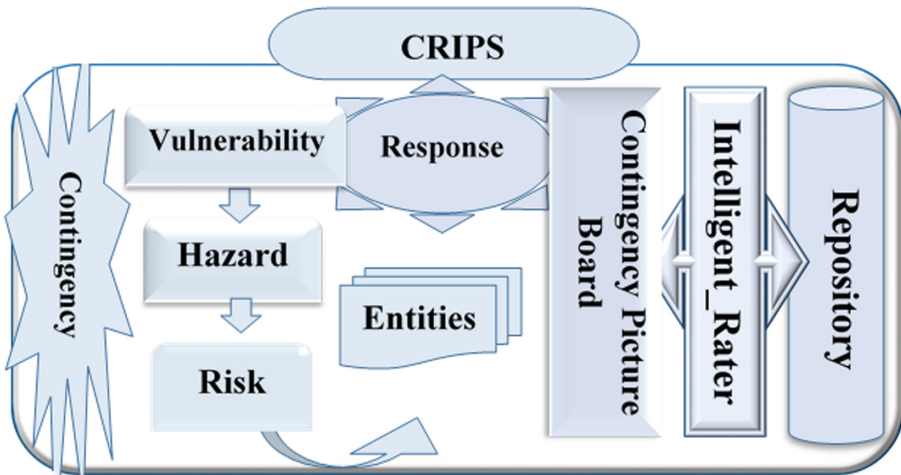 CRIPS
Contingency
Vulnerability
Hazard
Risk
Response
Entities
Contingency Picture
Board
Intelligent_Rater
Repository